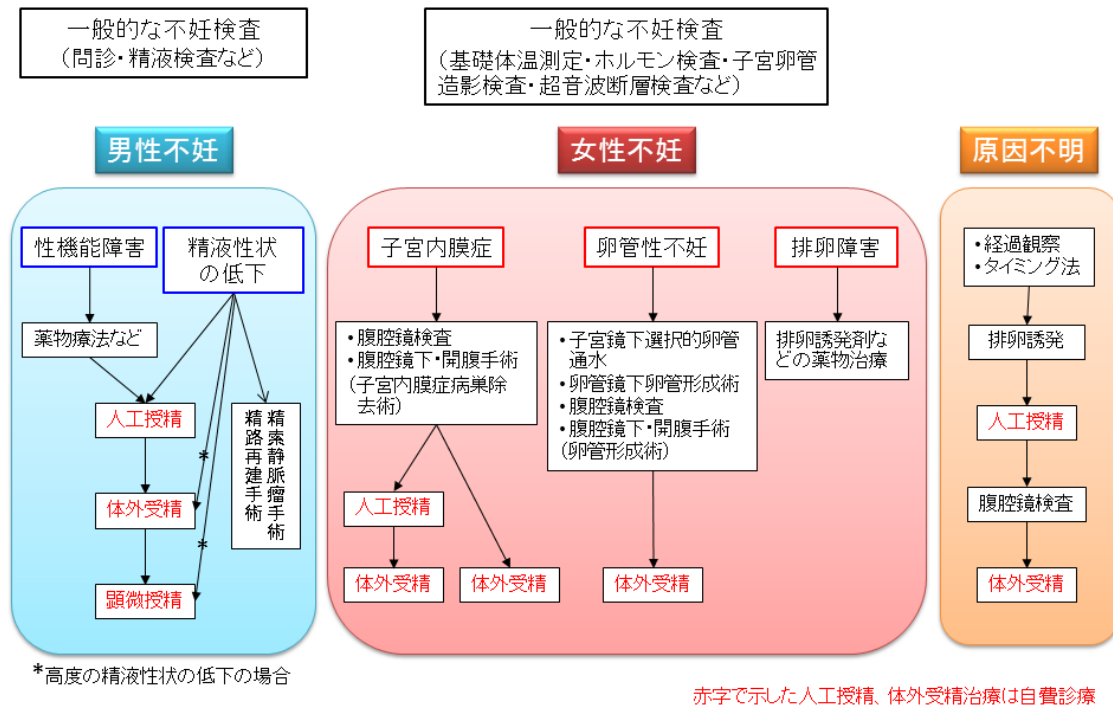 一般的な不妊検査
(問診・精液検査など)
一般的な不妊検査
(基礎体温測定・ホルモン検査・子宮卵管
造影検査・超音波断層検査など)
男性不妊
女性不妊
原因不明
性機能障害
精液性状
の低下
薬物療法など
人工授精
体外受精
顕微授精
精索静脈瘤手術
精路再建手術
*
*
*高度の精液性状の低下の場合
子宮内膜症
・腹腔鏡検査
・腹腔鏡下・開腹手術
(子宮内膜症病巣除
去術)
人工授精
体外受精
体外受精
卵管性不妊
・子宮鏡下選択的卵管
通水
・卵管鏡下卵管形成術
・腹腔鏡検査
・腹腔鏡下・開腹手術
(卵管形成術)
体外受精
排卵障害
排卵誘発剤な
どの薬物治療
・経過観察
・タイミング法
排卵誘発
人工授精
腹腔鏡検査
体外受精
赤字で示した人工授精、体外受精治療は自費診療